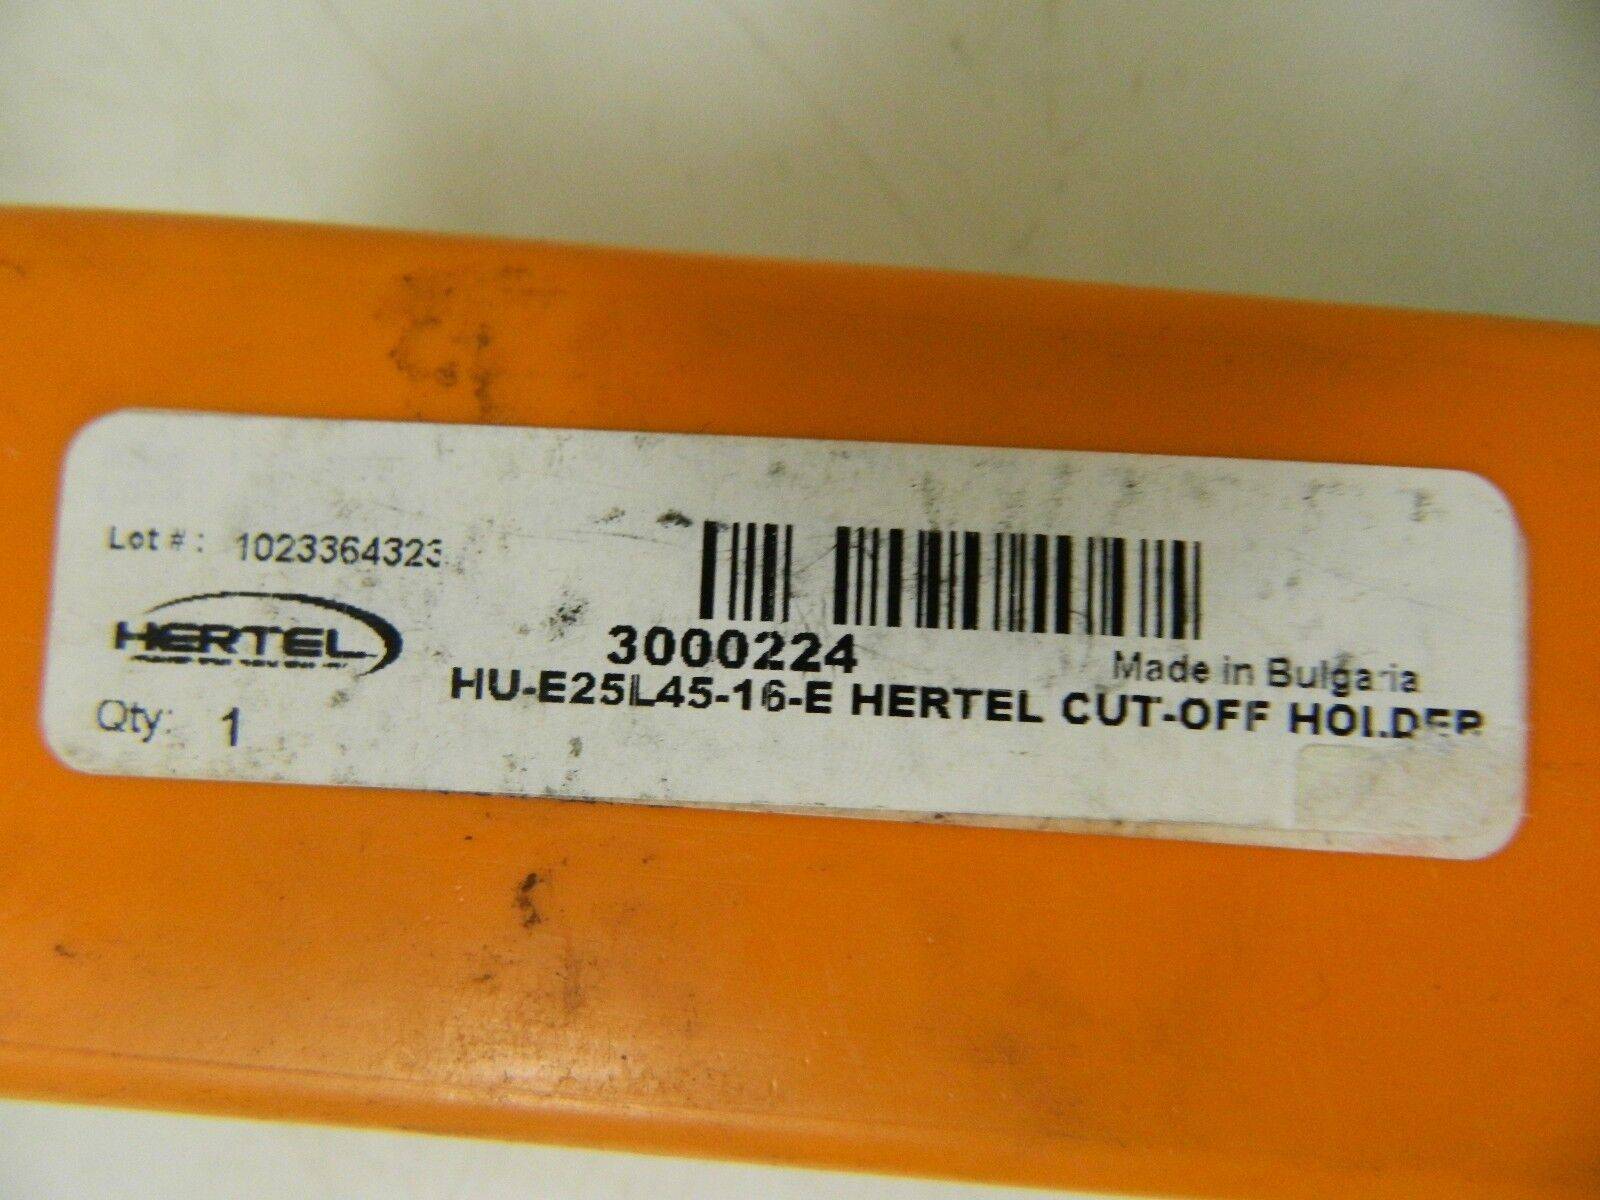 Lot # : 1023364323
HERTEL
3000224
Made in Bulgaria
HU-E25L45-16-E HERTEL CUT-OFF HOLDER
Qty: 1